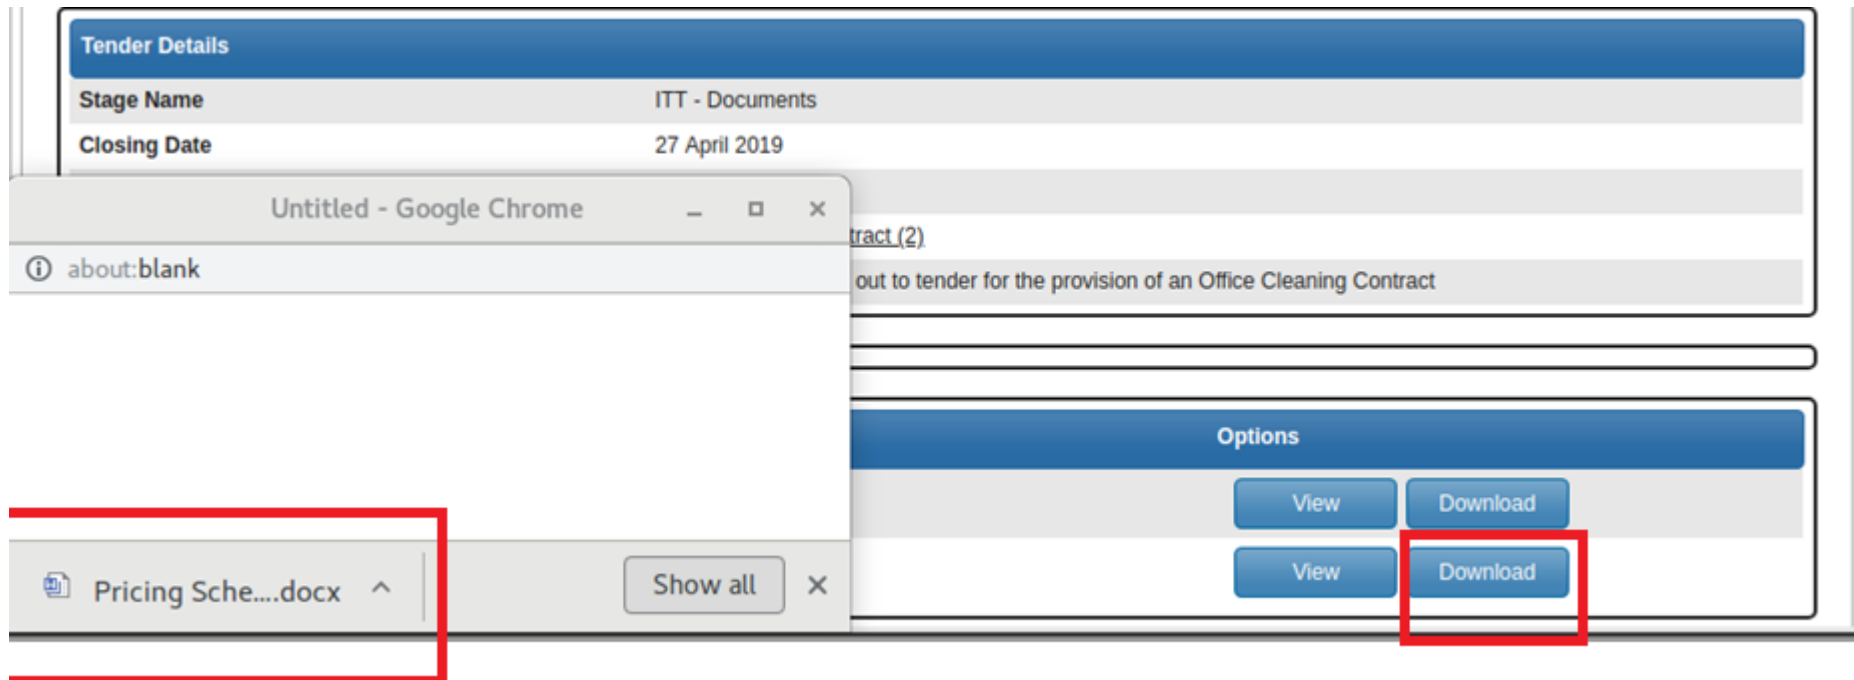 Tender Details
Stage Name ITT - Documents
Closing Date 27 April 2019
Untitled - Google Chrome
tract (2)
about:blank
out to tender for the provision of an Office Cleaning Contract
Options
View Download
View Download
Pricing Sche....docx Show all